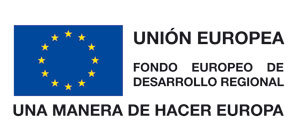 UNIÓN EUROPEA
FONDO EUROPEO DE
DESARROLLO REGIONAL
UNA MANERA DE HACER EUROPA